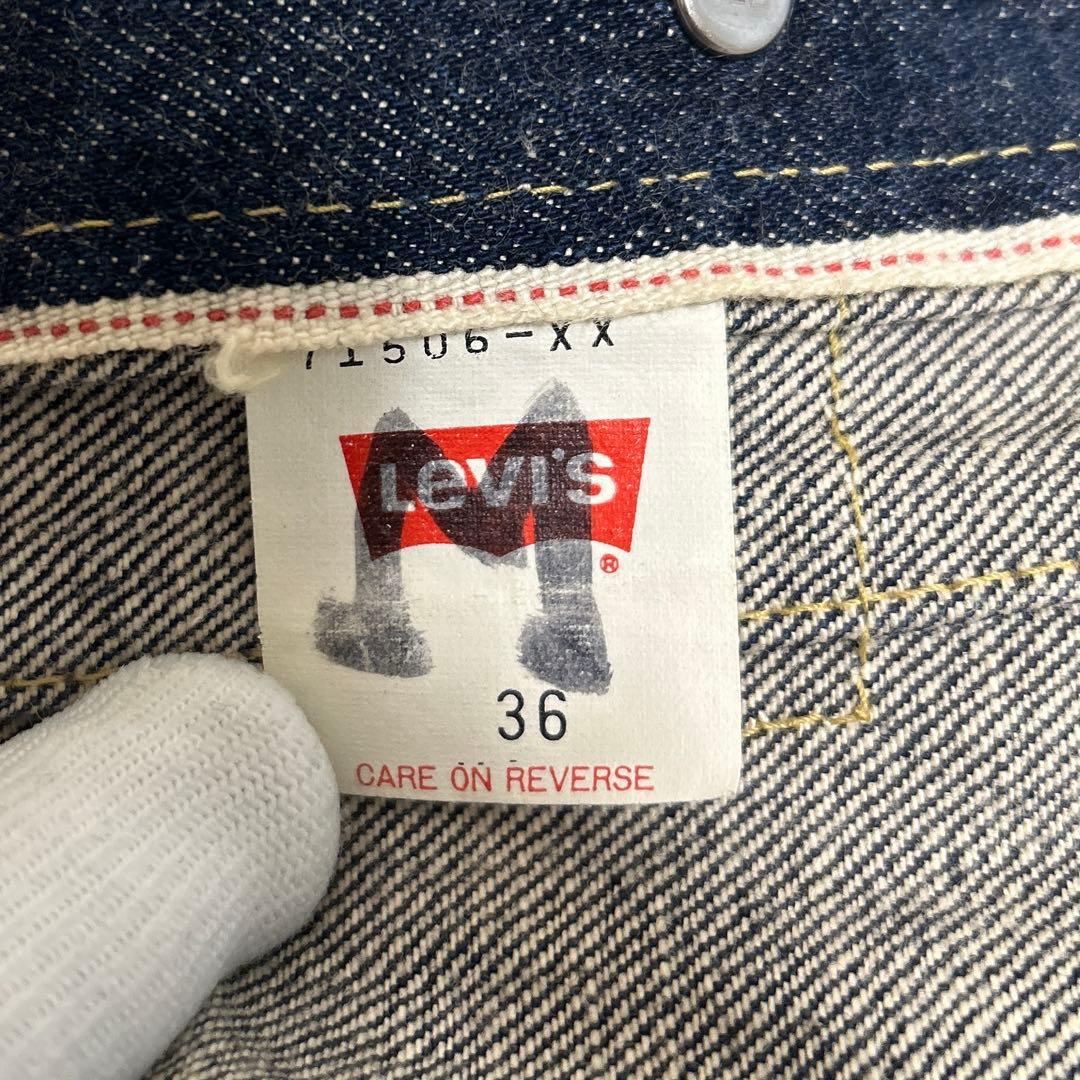 71506-XX
Levi's
®
M
36
CARE ON REVERSE